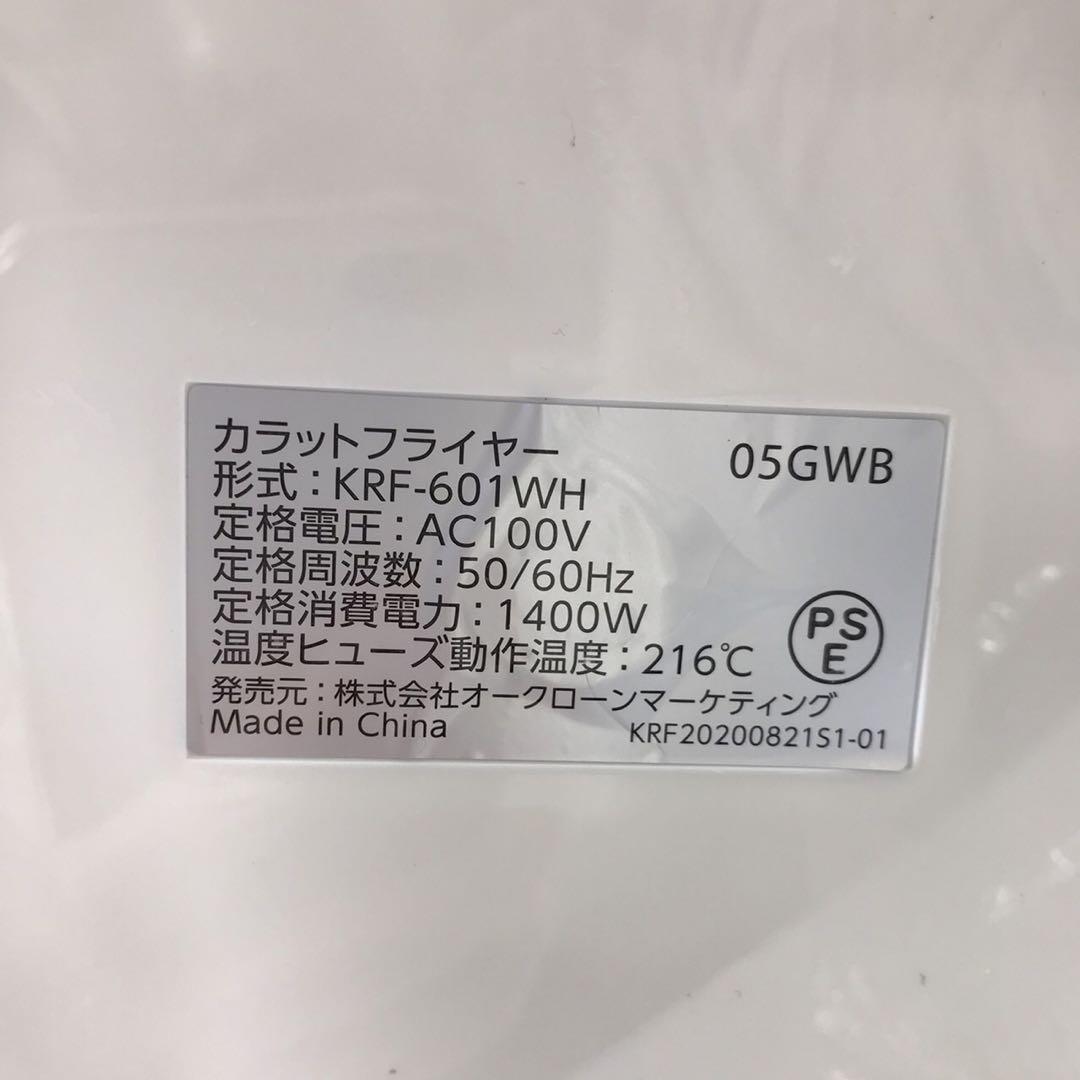 カラットフライヤー
05GWB
形式：KRF-601WH
定格電圧：AC100V
定格周波数：50/60Hz
定格消費電力：1400W
温度ヒューズ動作温度：216℃
PSE
発売元：株式会社オークローンマーケティング
Made in China
KRF20200821S1-01